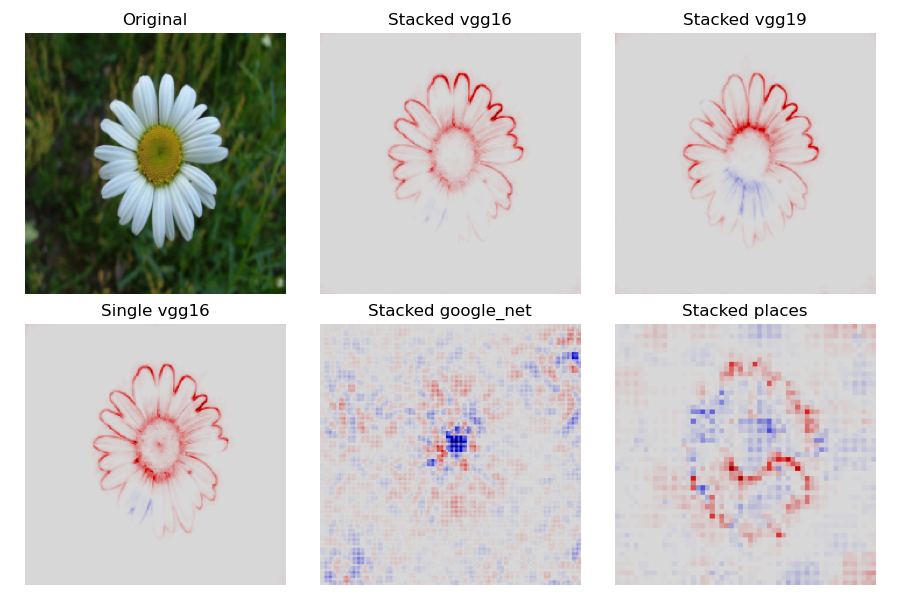 Original
Stacked vgg16
Stacked vgg19
Single vgg16
Stacked google_net
Stacked places